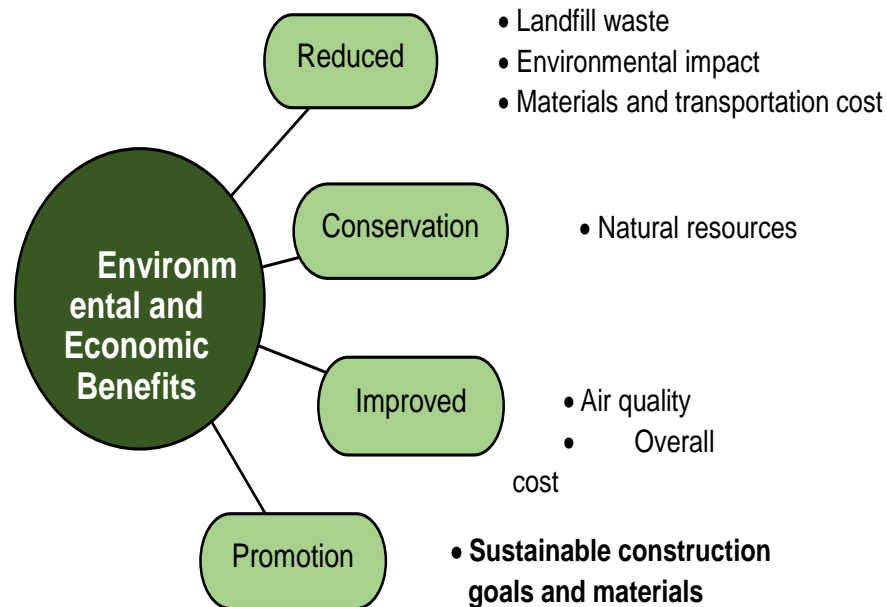 Reduced
• Landfill waste
• Environmental impact
• Materials and transportation cost
Conservation
• Natural resources
Environm
ental and
Economic
Benefits
Improved
• Air quality
• Overall
cost
Promotion
• Sustainable construction
goals and materials